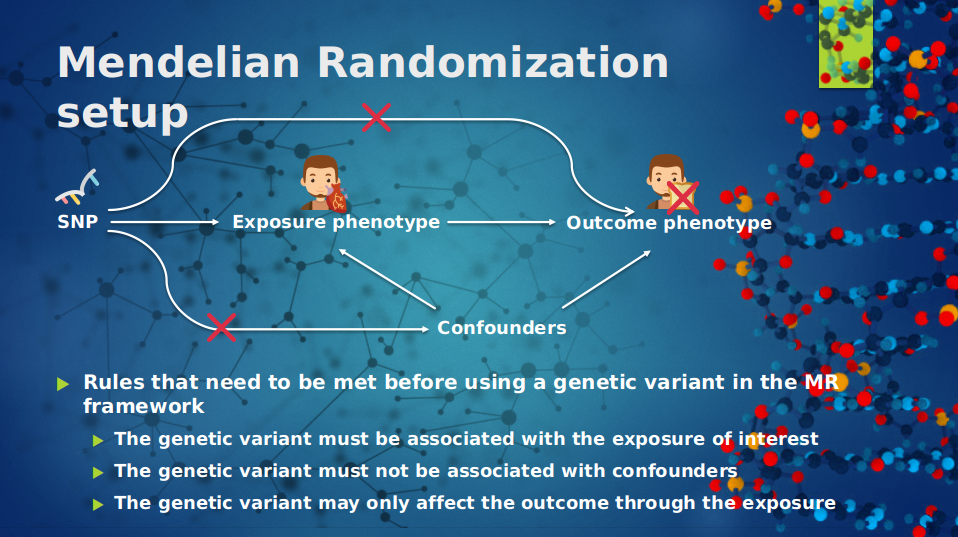 Mendelian Randomization
setup
SNP
Exposure phenotype
Outcome phenotype
Confounders
Rules that need to be met before using a genetic variant in the MR
framework
The genetic variant must be associated with the exposure of interest
The genetic variant must not be associated with confounders
The genetic variant may only affect the outcome through the exposure